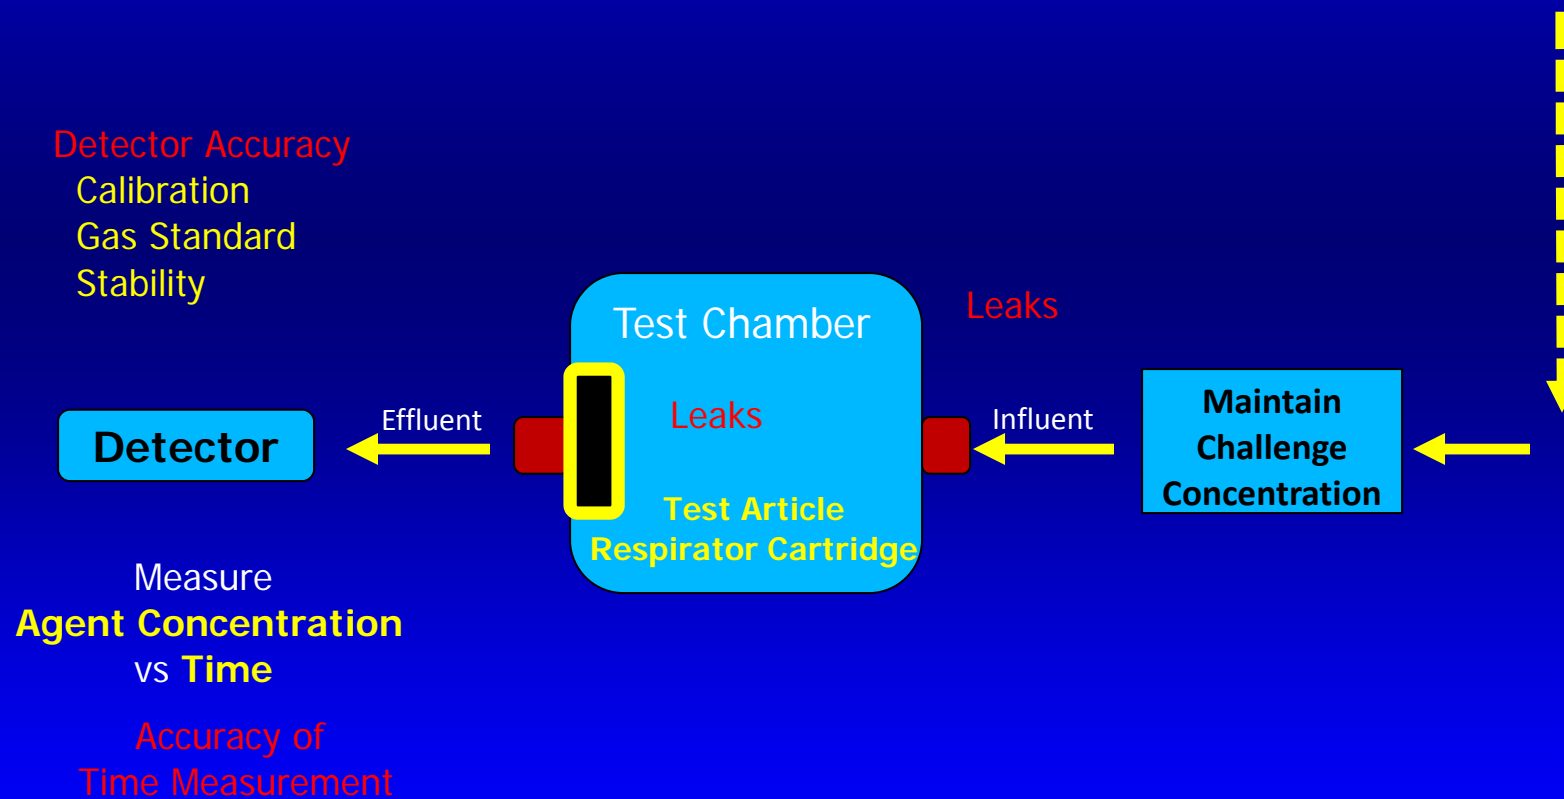 Detector Accuracy
Calibration
Gas Standard
Stability
Test Chamber
Leaks
Leaks
Detector
Effluent
Influent
Maintain
Challenge
Concentration
Test Article
Respirator Cartridge
Measure
Agent Concentration
vs Time
Accuracy of
Time Measurement